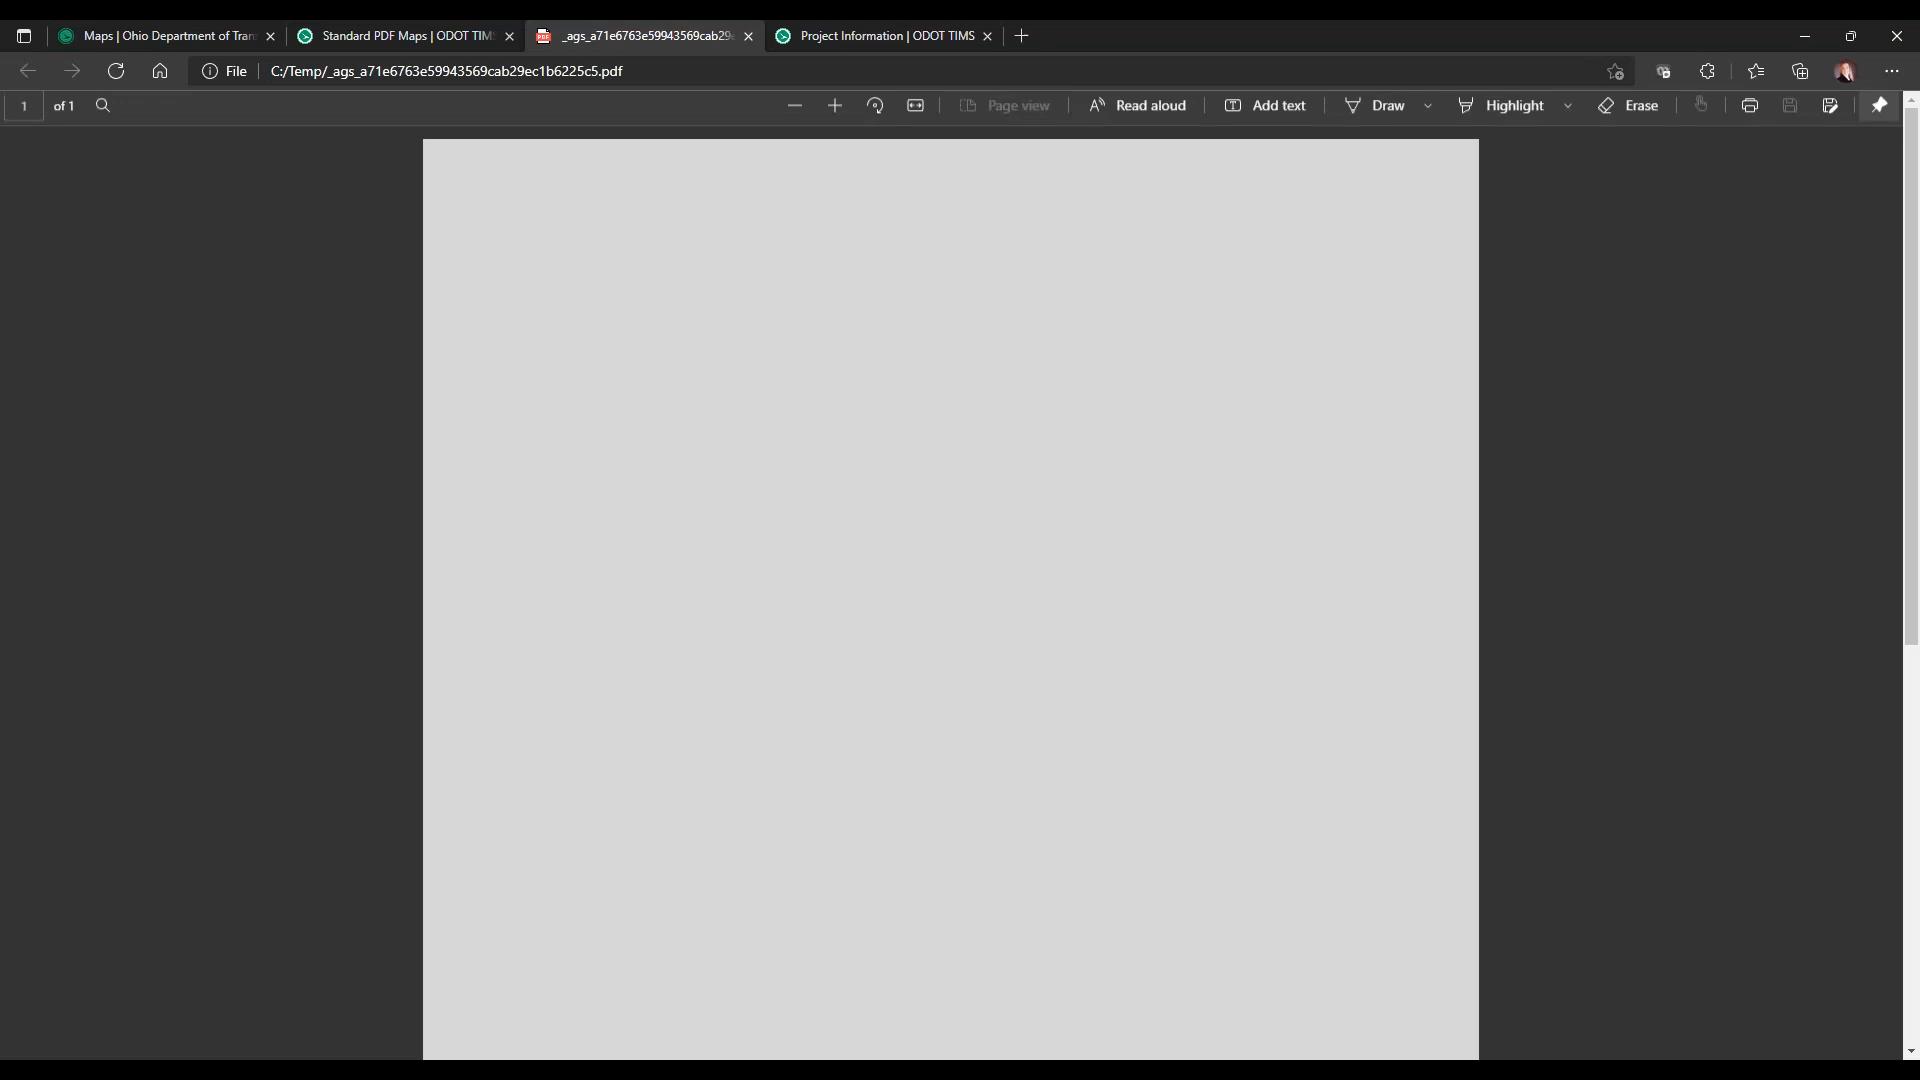 Maps | Ohio Department of Tran
Standard PDF Maps | ODOT TIM
_ags_a71e6763e59943569cab29e
Project Information | ODOT TIMS
File
C:/Temp/_ags_a71e6763e59943569cab29ec1b6225c5.pdf
1 of 1
Page view
Read aloud
Add text
Draw
Highlight
Erase